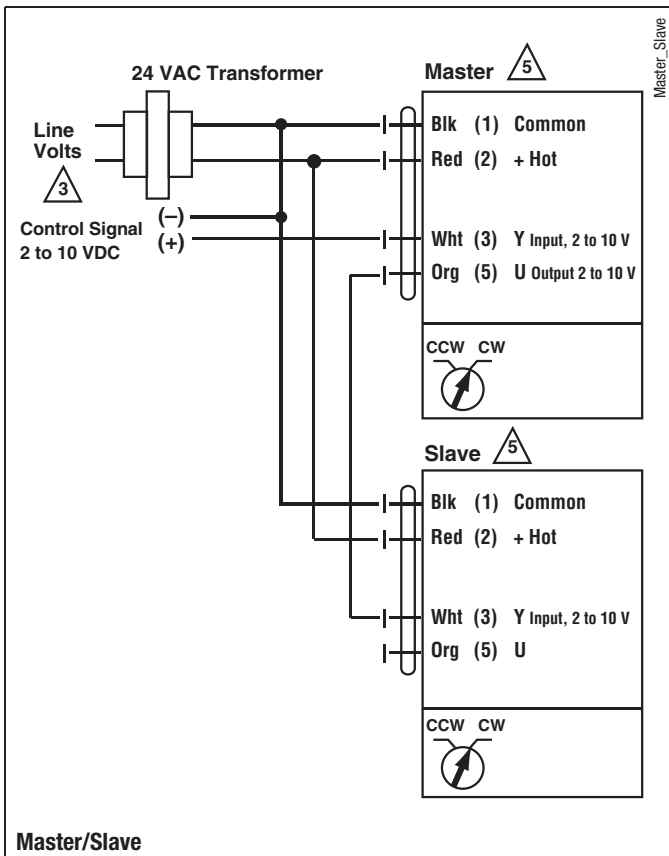 Master_Slave
24 VAC Transformer
Master 5
Line
Volts
3
Control Signal
2 to 10 VDC
(–)
(+)
Blk (1) Common
Red (2) + Hot
Wht (3) Y Input, 2 to 10 V
Org (5) U Output 2 to 10 V
CCW CW
Slave 5
Blk (1) Common
Red (2) + Hot
Wht (3) Y Input, 2 to 10 V
Org (5) U
CCW CW
Master/Slave